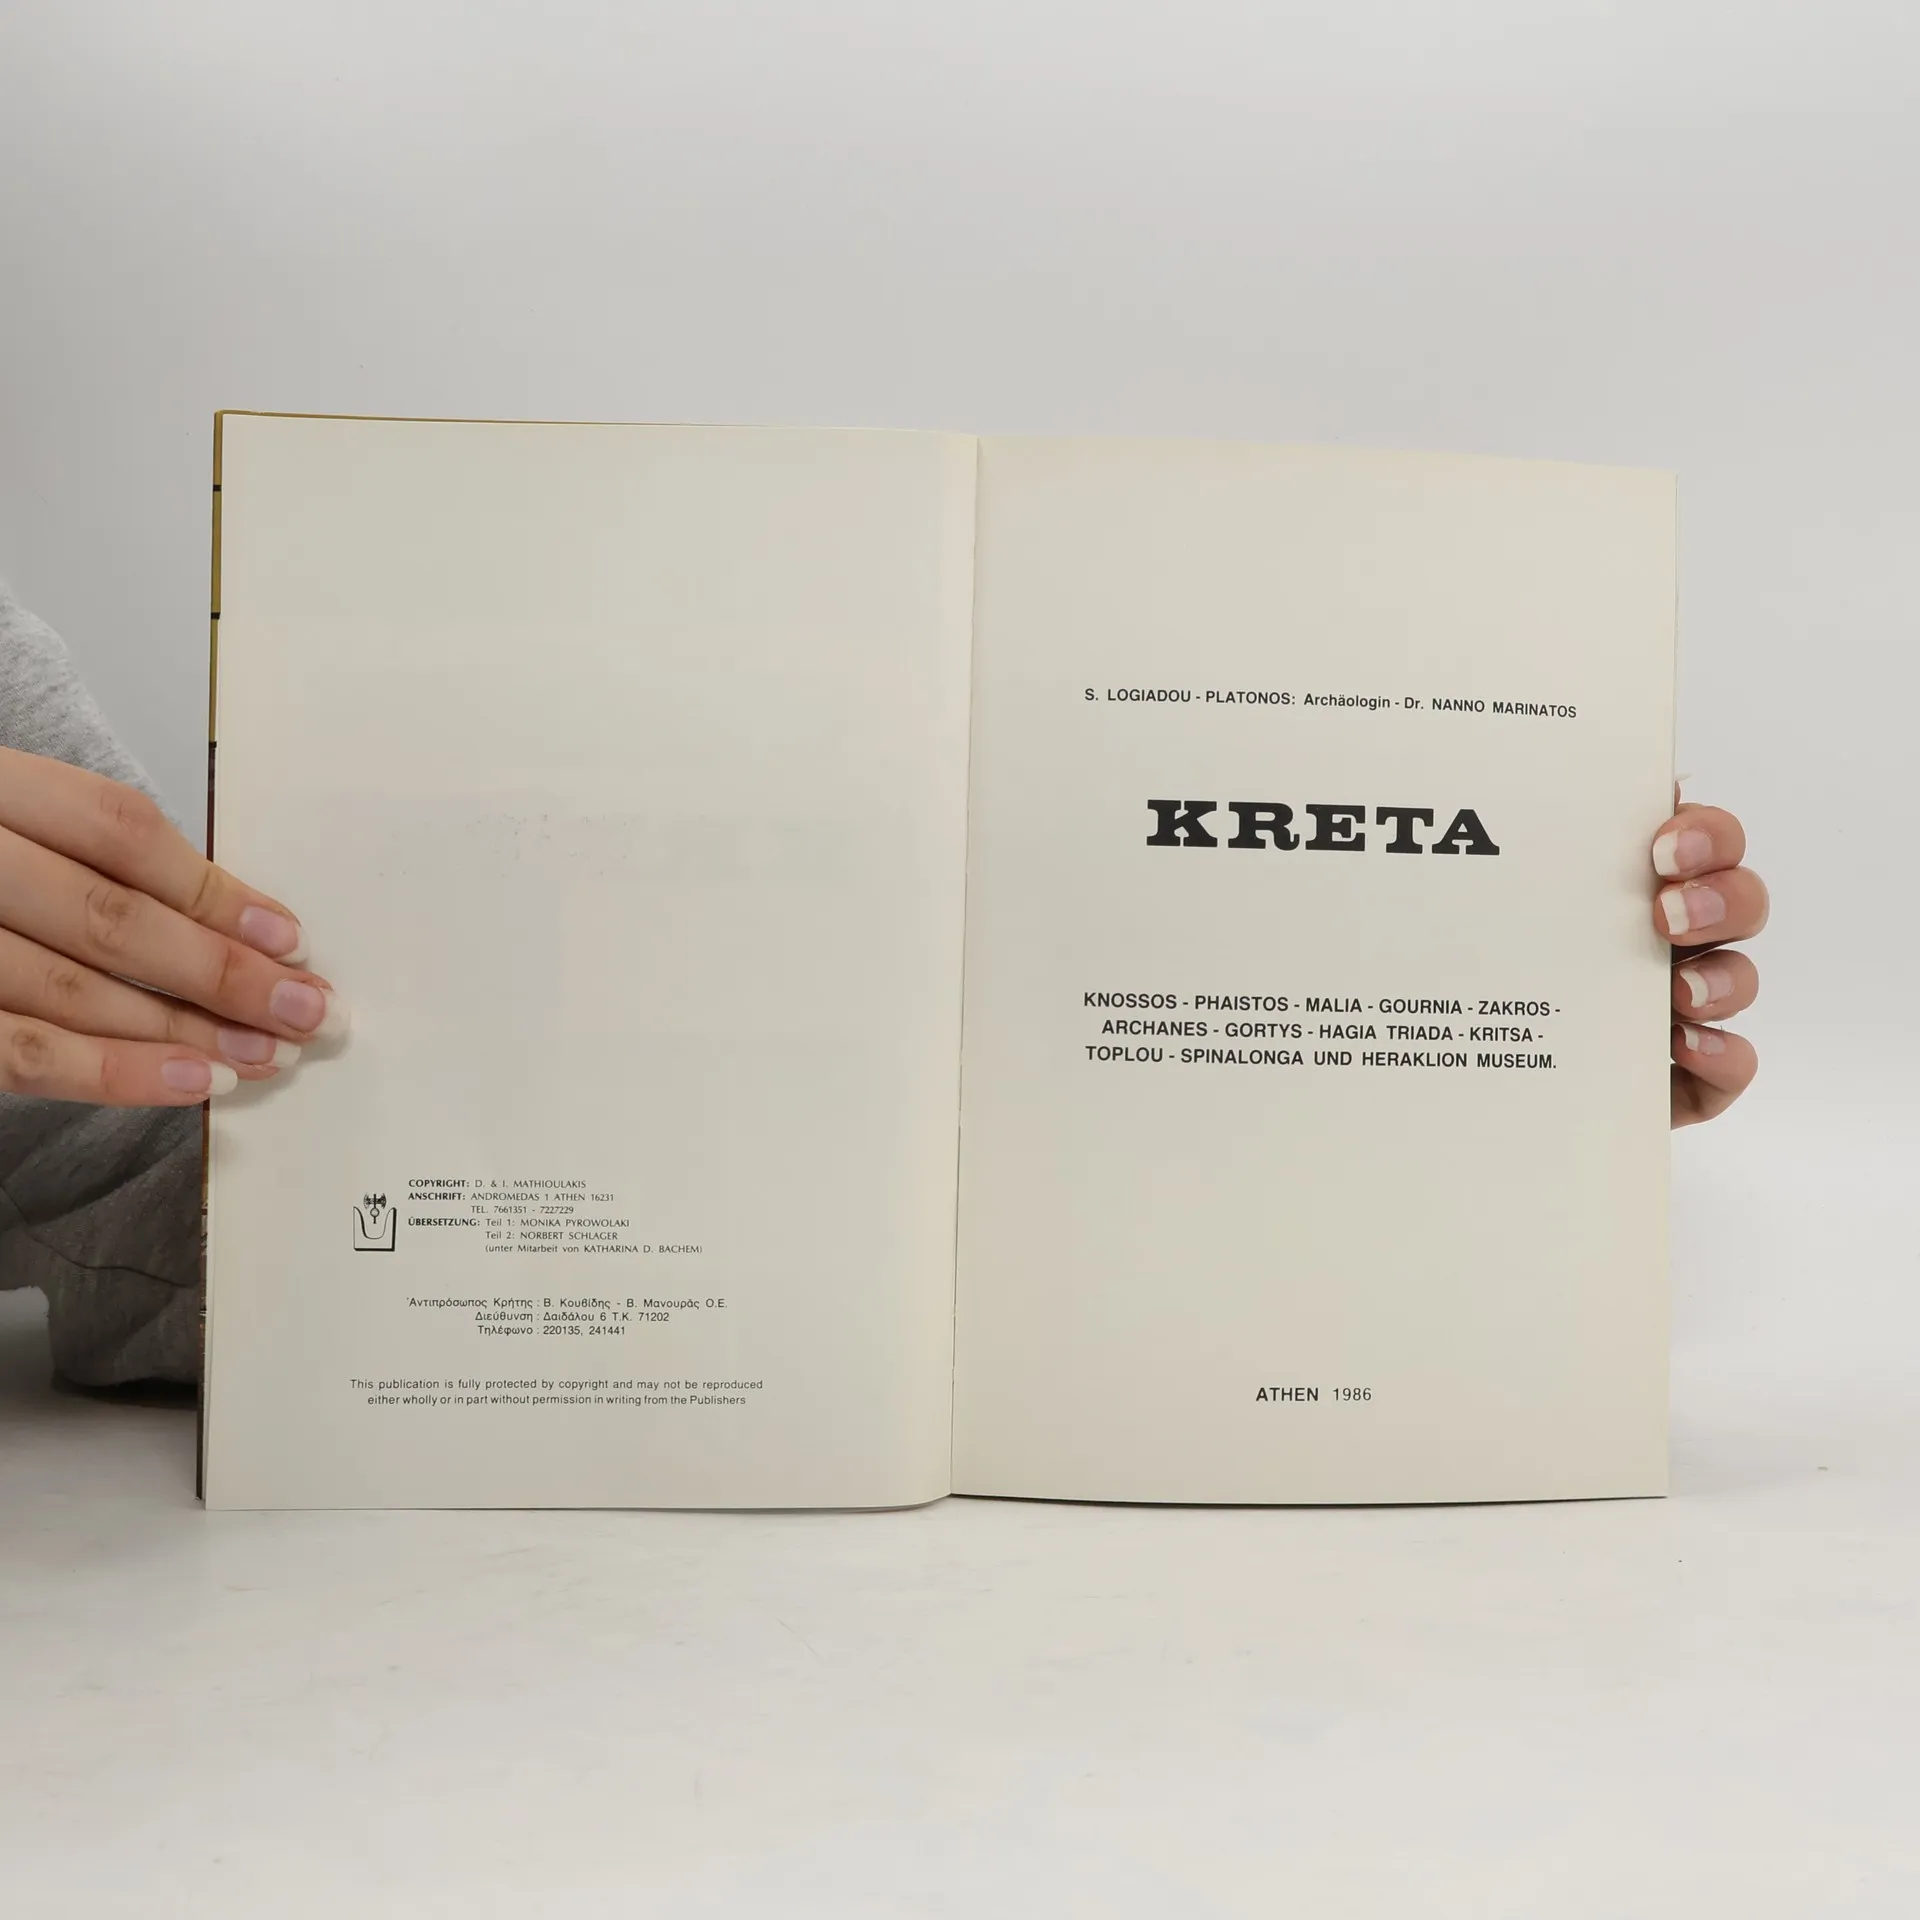 COPYRIGHT: D. & I. MATHIOULAKIS
ANSCHRIFT: ANDROMEDAS 1 ATHEN 16231
TEL. 7661351 - 7227229
ÜBERSETZUNG: Teil 1: MONIKA PYROWOLAKI
Teil 2: NORBERT SCHLAGER
(unter Mitarbeit von KATHARINA D. BACHEM)
Ἀντιπρόσωπος Κρήτης : Β. Κουβίδης - Β. Μανουρᾶς Ο.Ε.
Διεύθυνση : Δαιδάλου 6 Τ.Κ. 71202
Τηλέφωνο : 220135, 241441
This publication is fully protected by copyright and may not be reproduced
either wholly or in part without permission in writing from the Publishers
S. LOGIADOU - PLATONOS: Archäologin - Dr. NANNO MARINATOS
KRETA
KNOSSOS - PHAISTOS - MALIA - GOURNIA - ZAKROS -
ARCHANES - GORTYS - HAGIA TRIADA - KRITSA -
TOPLOU - SPINALONGA UND HERAKLION MUSEUM.
ATHEN 1986